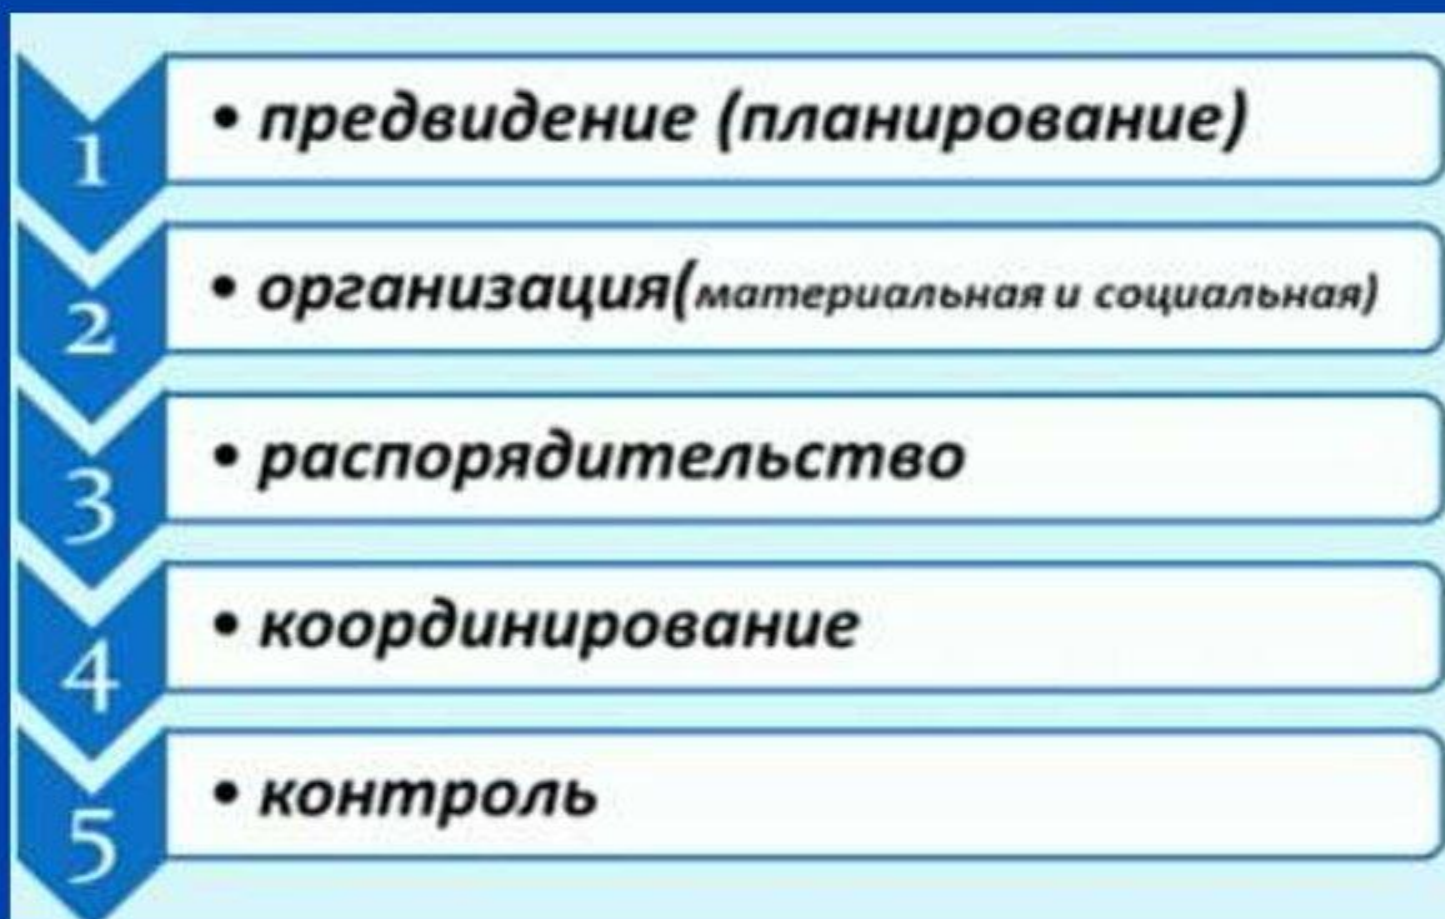 1
• предвидение (планирование)
2
• организация(материальная и социальная)
3
• распорядительство
4
• координирование
5
• контроль